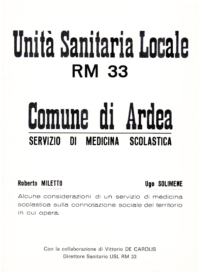 Unità Sanitaria Locale
RM 33
Comune di Ardea
SERVIZIO DI MEDICINA SCOLASTICA
Roberto MILETTO Ugo SOLIMENE
Alcune considerazioni di un servizio di medicina
scolastica sulla connotazione sociale del territorio
in cui opera.
Con la collaborazione di Vittorio DE CAROLIS
Direttore Sanitario USL RM 33